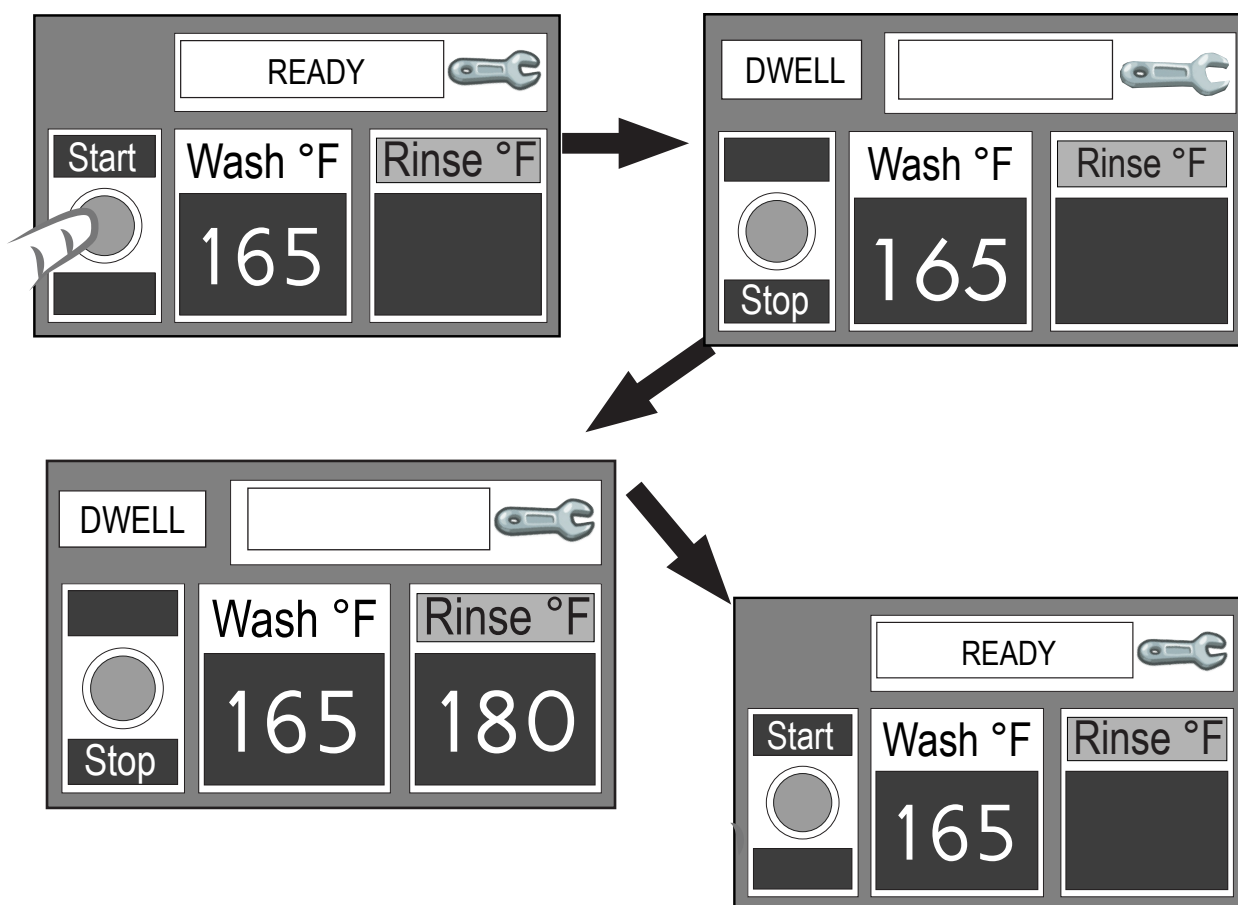 READY
Start
Wash °F
Rinse °F
165
DWELL
Wash °F
Rinse °F
165
Stop
DWELL
Wash °F
Rinse °F
165
180
Stop
READY
Start
Wash °F
Rinse °F
165